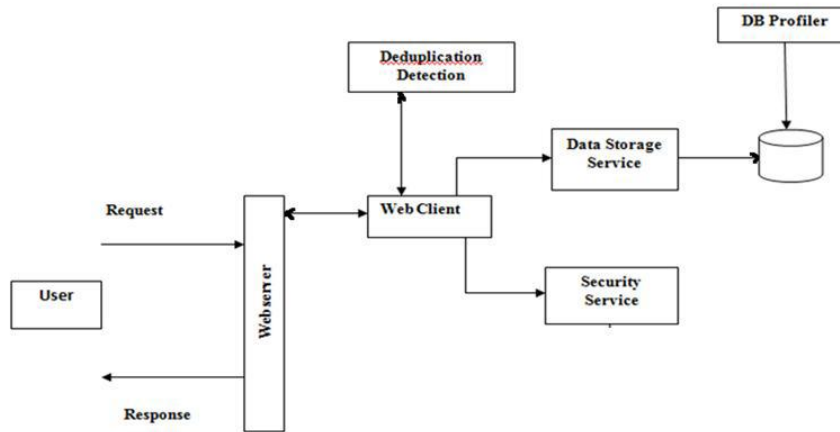 DB Profiler
Deduplication
Detection
Data Storage
Service
Request
Web Client
Webserver
User
Security
Service
Response